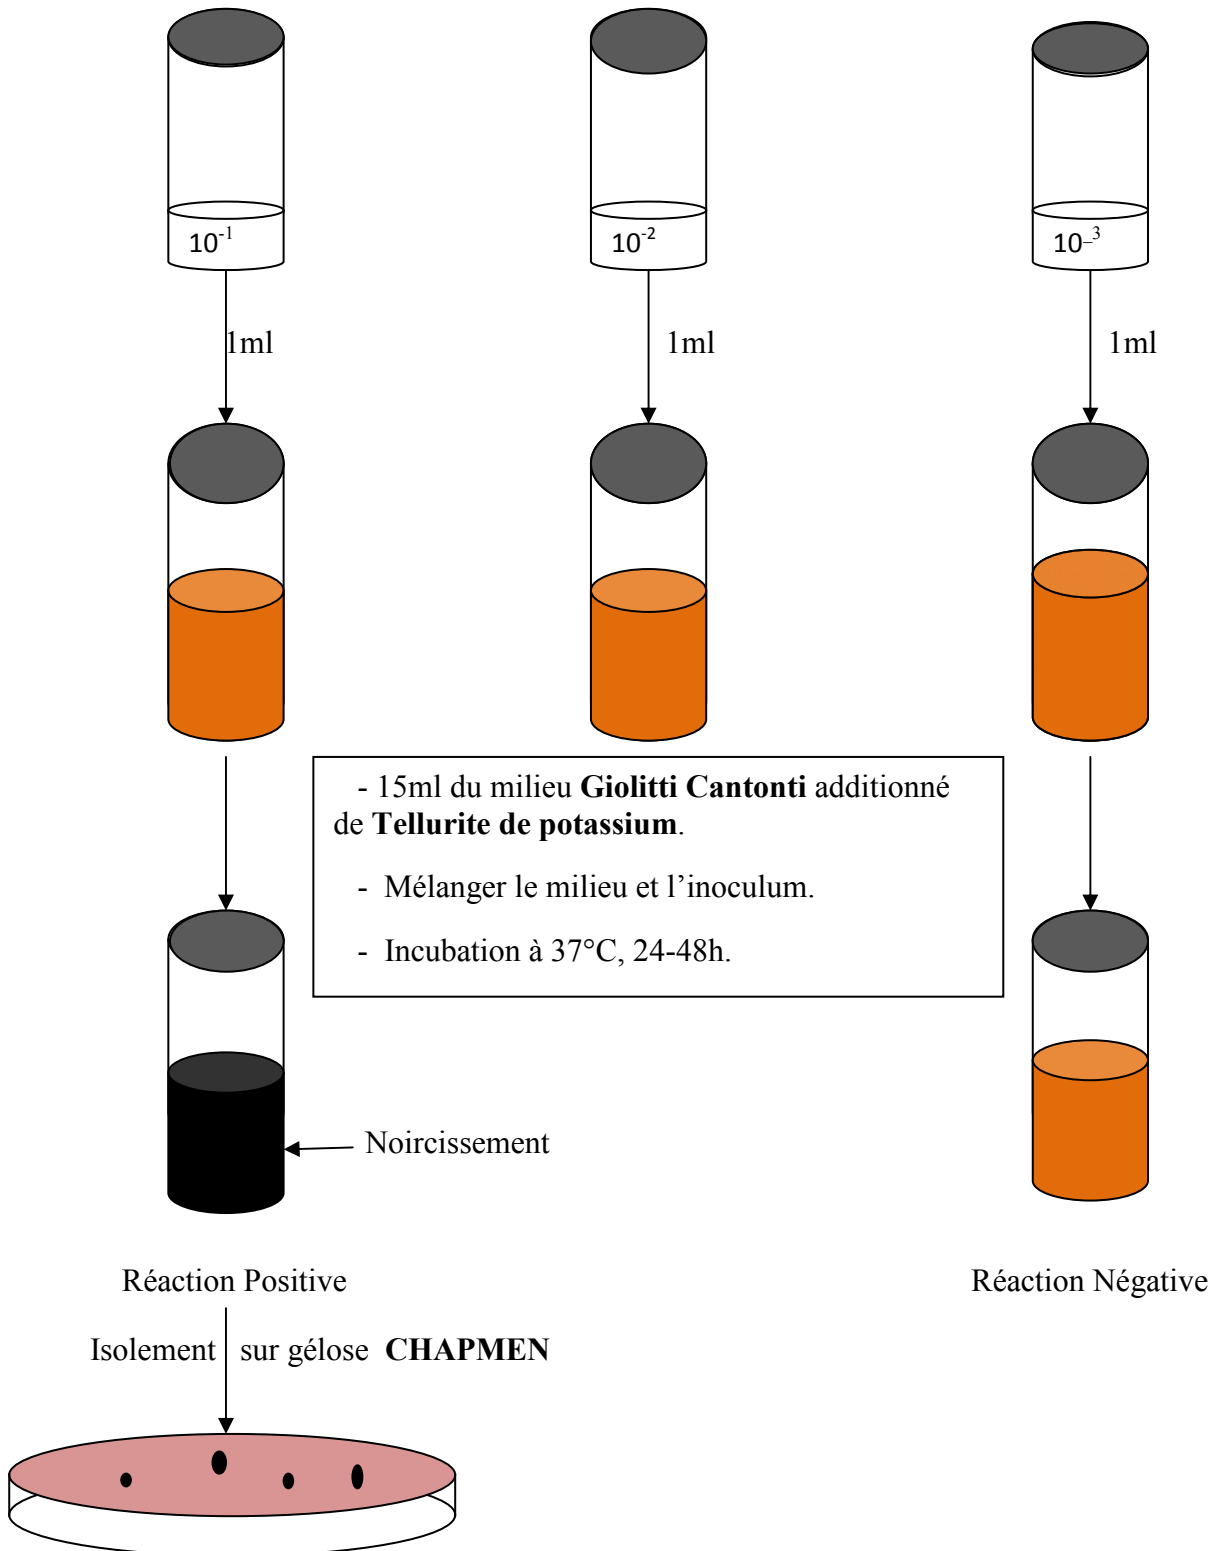 10-1
10-2
10–3
1ml
1ml
1ml
- 15ml du milieu Giolitti Cantonti additionné
de Tellurite de potassium.
- Mélanger le milieu et l’inoculum.
- Incubation à 37°C, 24-48h.
Noircissement
Réaction Positive
Réaction Négative
Isolement sur gélose CHAPMEN